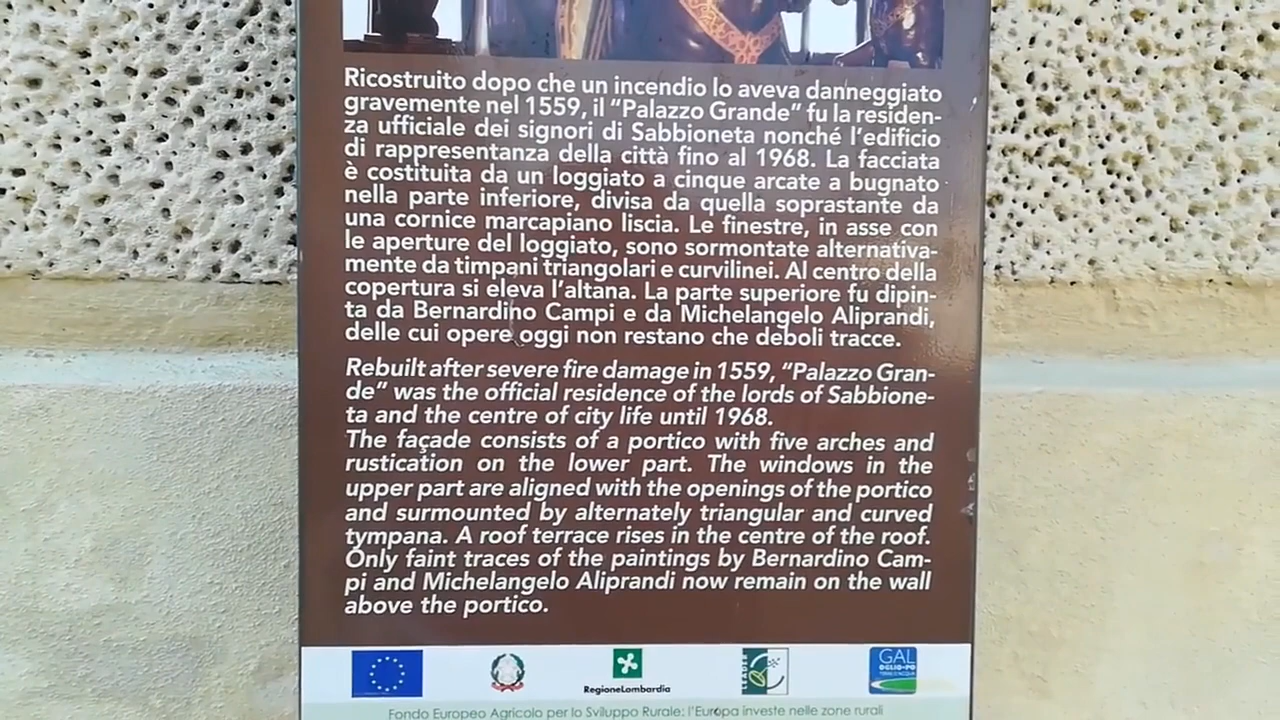 Ricostruito dopo che un incendio lo aveva danneggiato
gravemente nel 1559, il “Palazzo Grande” fu la residen-
za ufficiale dei signori di Sabbioneta nonché l’edificio
di rappresentanza della città fino al 1968. La facciata
è costituita da un loggiato a cinque arcate a bugnato
nella parte inferiore, divisa da quella soprastante da
una cornice marcapiano liscia. Le finestre, in asse con
le aperture del loggiato, sono sormontate alternativa-
mente da timpani triangolari e curvilinei. Al centro della
copertura si eleva l’altana. La parte superiore fu dipin-
ta da Bernardino Campi e da Michelangelo Aliprandi,
delle cui opere oggi non restano che deboli tracce.
Rebuilt after severe fire damage in 1559, “Palazzo Gran-
de” was the official residence of the lords of Sabbione-
ta and the centre of city life until 1968.
The façade consists of a portico with five arches and
rustication on the lower part. The windows in the
upper part are aligned with the openings of the portico
and surmounted by alternately triangular and curved
tympana. A roof terrace rises in the centre of the roof.
Only faint traces of the paintings by Bernardino Cam-
pi and Michelangelo Aliprandi now remain on the wall
above the portico.
RegioneLombardia
LEADER
GAL
OGLIO-PO
TERRE D'ACQUA
Fondo Europeo Agricolo per lo Sviluppo Rurale: l’Europa investe nelle zone rurali